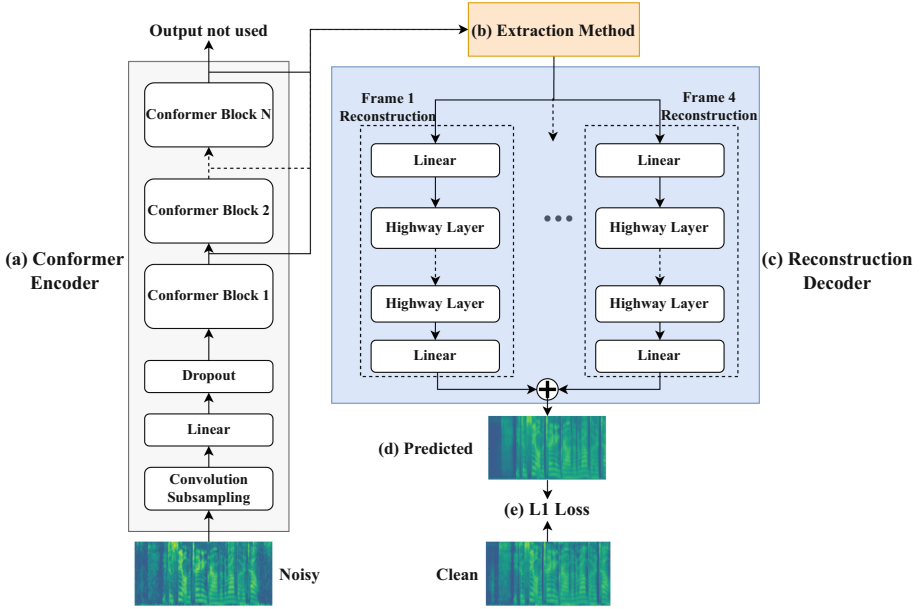 Output not used
(b) Extraction Method
Conformer Block N
Conformer Block 2
Conformer Block 1
(a) Conformer
Encoder
Dropout
Linear
Convolution
Subsampling
Noisy
Frame 1
Reconstruction
Linear
Highway Layer
Highway Layer
Linear
Frame 4
Reconstruction
Linear
Highway Layer
Highway Layer
Linear
(c) Reconstruction
Decoder
(d) Predicted
(e) L1 Loss
Clean